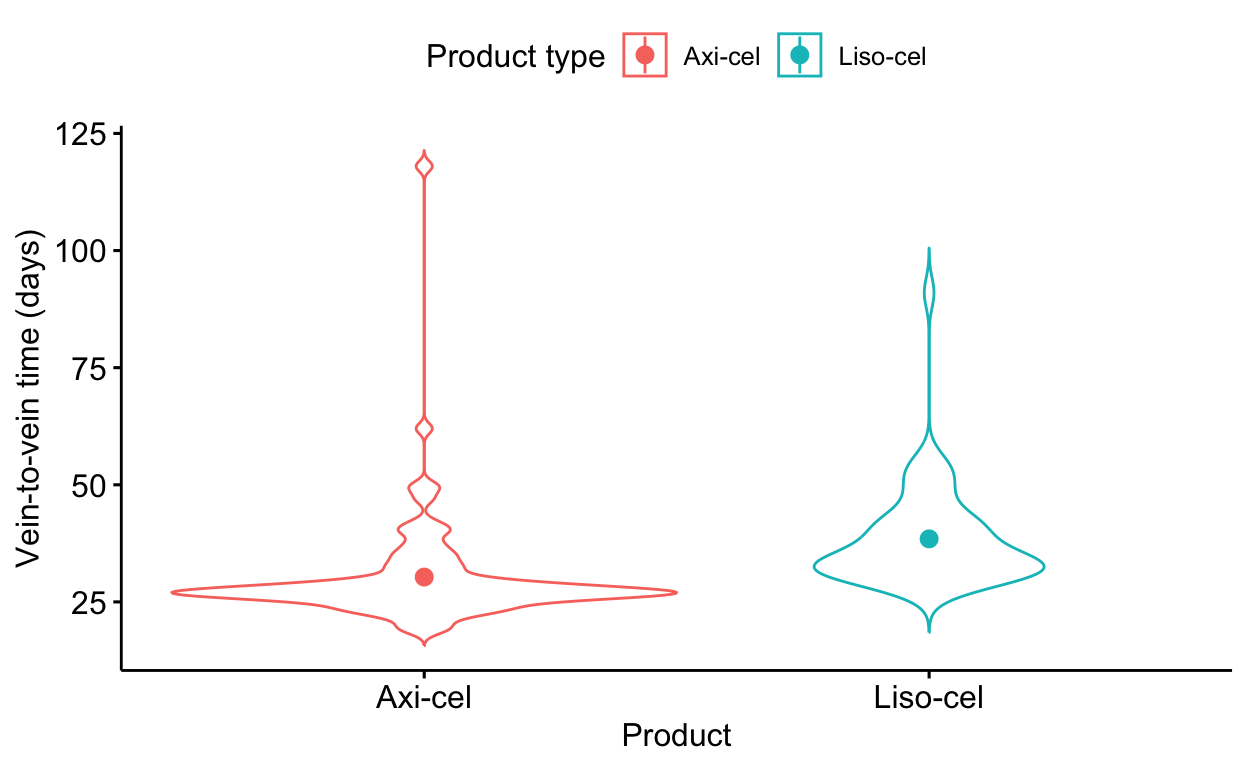 Product type Axi-cel Liso-cel
Vein-to-vein time (days)
125
100
75
50
25
Axi-cel Liso-cel
Product